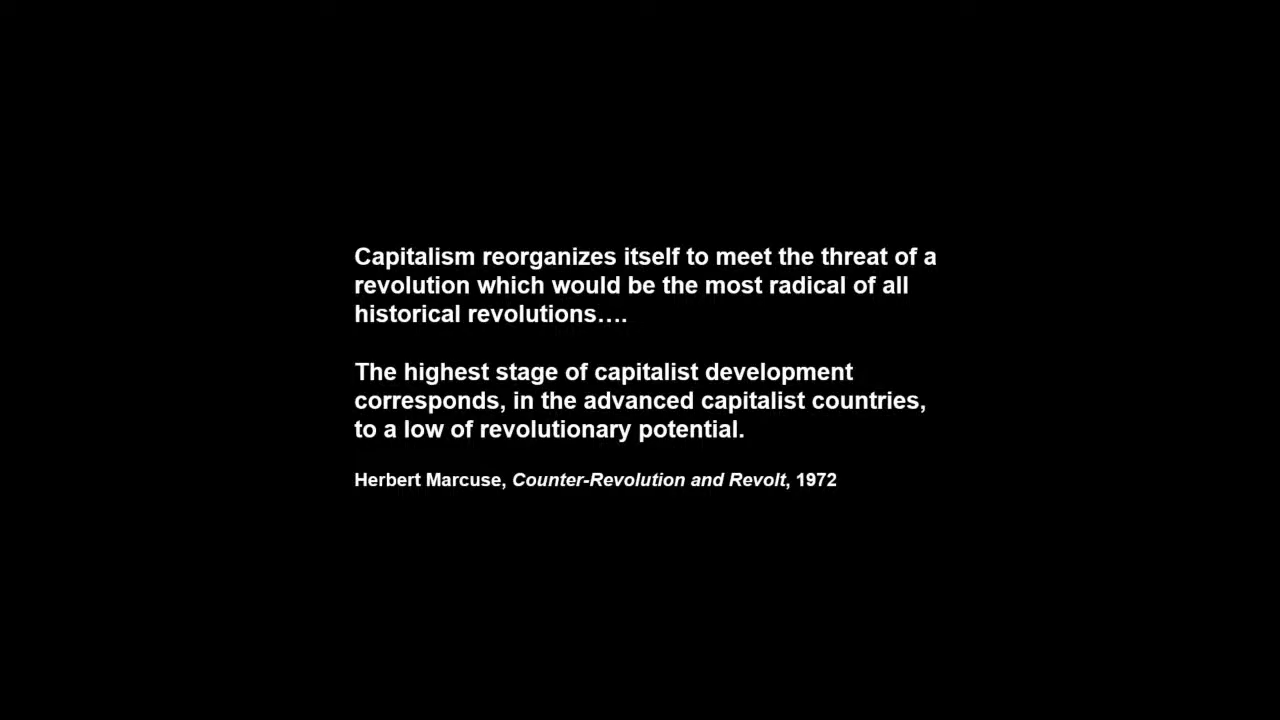 Capitalism reorganizes itself to meet the threat of a
revolution which would be the most radical of all
historical revolutions….
The highest stage of capitalist development
corresponds, in the advanced capitalist countries,
to a low of revolutionary potential.
Herbert Marcuse, Counter-Revolution and Revolt, 1972